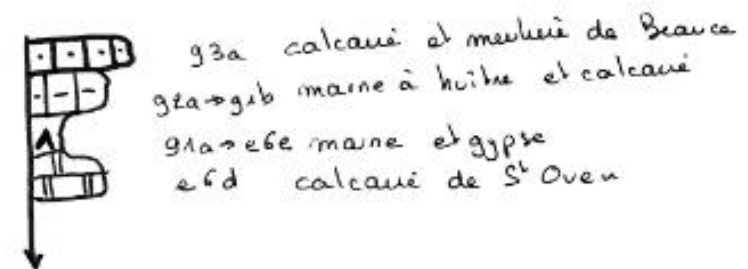 g3a calcaire et meulière de Beauce
g2a→g1b marne à huître et calcaire
g1a→e6e marne et gypse
e6d calcaire de St Ouen